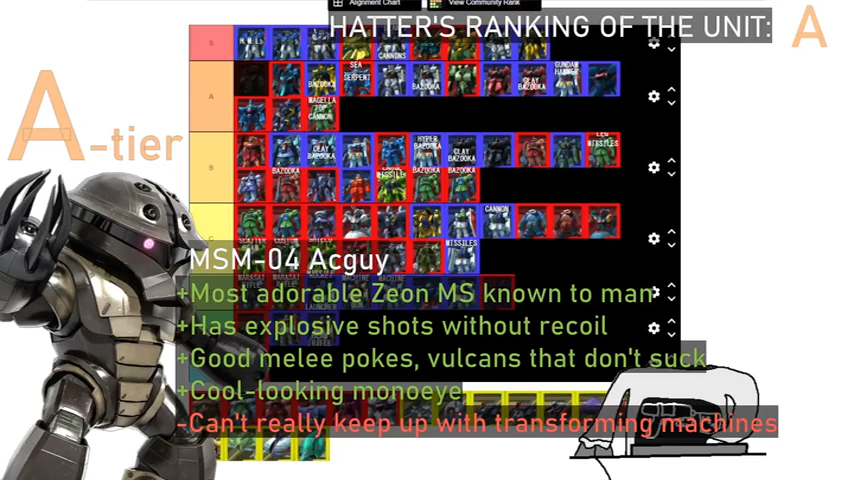 Alignment Chart
View Community Rank
HATTER'S RANKING OF THE UNIT:
A
A-tier
S
H.M.L.
CANNONS
A
BAZOOKA
SEA
SERPENT
BAZOOKA
CLAY
BAZOOKA
GUNDAM
HAMMER
MAGELLA
TOP
CANNON
B
CLAY
BAZOOKA
HYPER
BAZOOKA
CLAY
BAZOOKA
LEG
MISSILES
BAZOOKA
BAZOOKA
BAZOOKA
CANNON
MISSILES
MSM-04 Acguy
+Most adorable Zeon MS known to man
+Has explosive shots without recoil
+Good melee pokes, vulcans that don't suck
+Cool-looking monoeye
-Can't really keep up with transforming machines